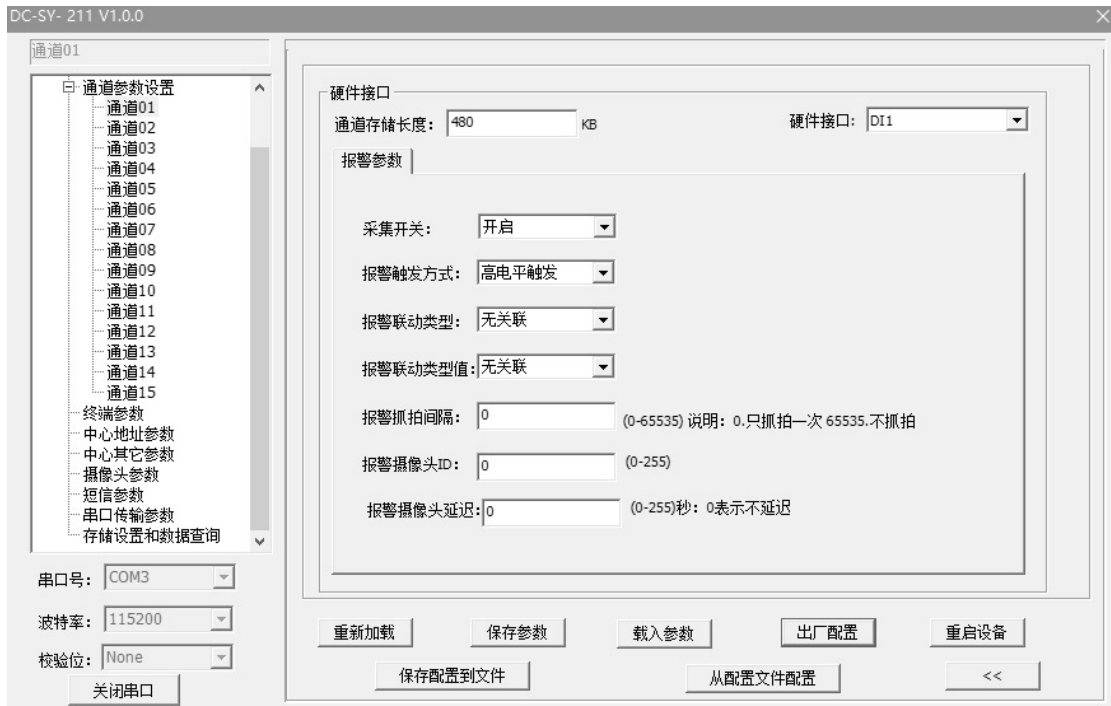 DC-SY- 211 V1.0.0
通道01
通道参数设置
通道01
通道02
通道03
通道04
通道05
通道06
通道07
通道08
通道09
通道10
通道11
通道12
通道13
通道14
通道15
终端参数
中心地址参数
中心其它参数
摄像头参数
短信参数
串口传输参数
存储设置和数据查询
串口号： COM3
波特率： 115200
校验位： None
关闭串口
硬件接口
通道存储长度： 480 KB 硬件接口： DI1
报警参数
采集开关： 开启
报警触发方式： 高电平触发
报警联动类型： 无关联
报警联动类型值： 无关联
报警抓拍间隔： 0 (0-65535) 说明：0.只抓拍一次 65535.不抓拍
报警摄像头ID： 0 (0-255)
报警摄像头延迟： 0 (0-255)秒：0表示不延迟
重新加载 保存参数 载入参数 出厂配置 重启设备
保存配置到文件 从配置文件配置 <<